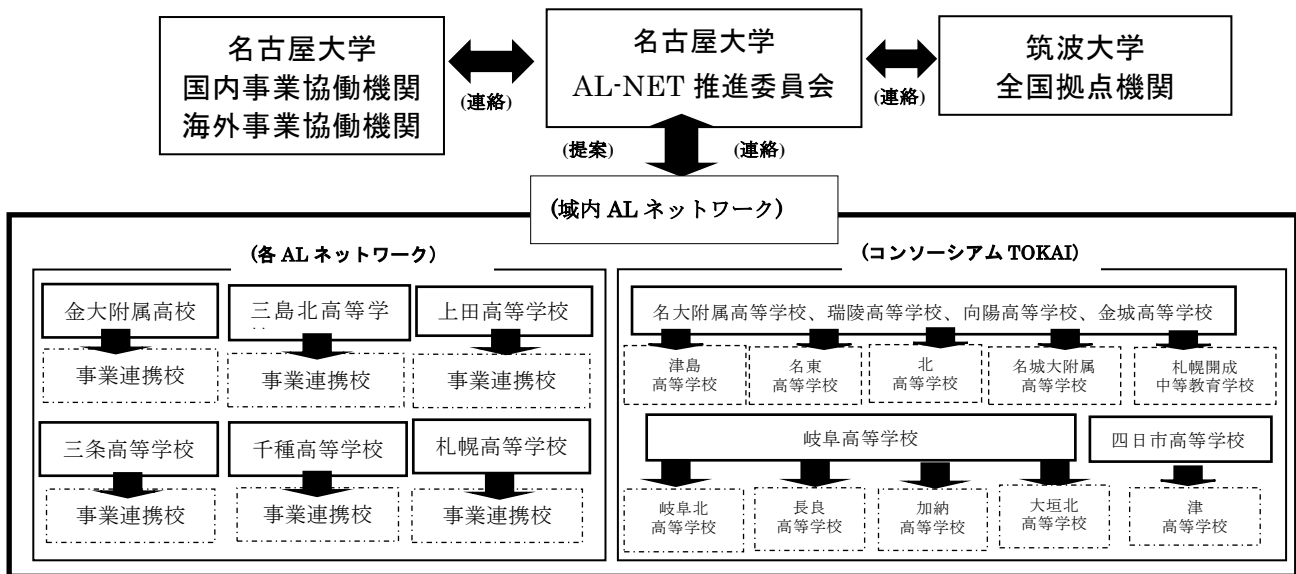 名古屋大学
国内事業協働機関
海外事業協働機関
(連絡)
名古屋大学
AL-NET 推進委員会
(連絡)
筑波大学
全国拠点機関
(提案)
(連絡)
(域内 AL ネットワーク)
(各 AL ネットワーク)
金大附属高校
三島北高等学
上田高等学校
事業連携校
事業連携校
事業連携校
三条高等学校
千種高等学校
札幌高等学校
事業連携校
事業連携校
事業連携校
(コンソーシアム TOKAI)
名大附属高等学校、瑞陵高等学校、向陽高等学校、金城高等学校
津島
高等学校
名東
高等学校
北
高等学校
名城大附属
高等学校
札幌開成
中等教育学校
岐阜高等学校
四日市高等学校
岐阜北
高等学校
長良
高等学校
加納
高等学校
大垣北
高等学校
津
高等学校